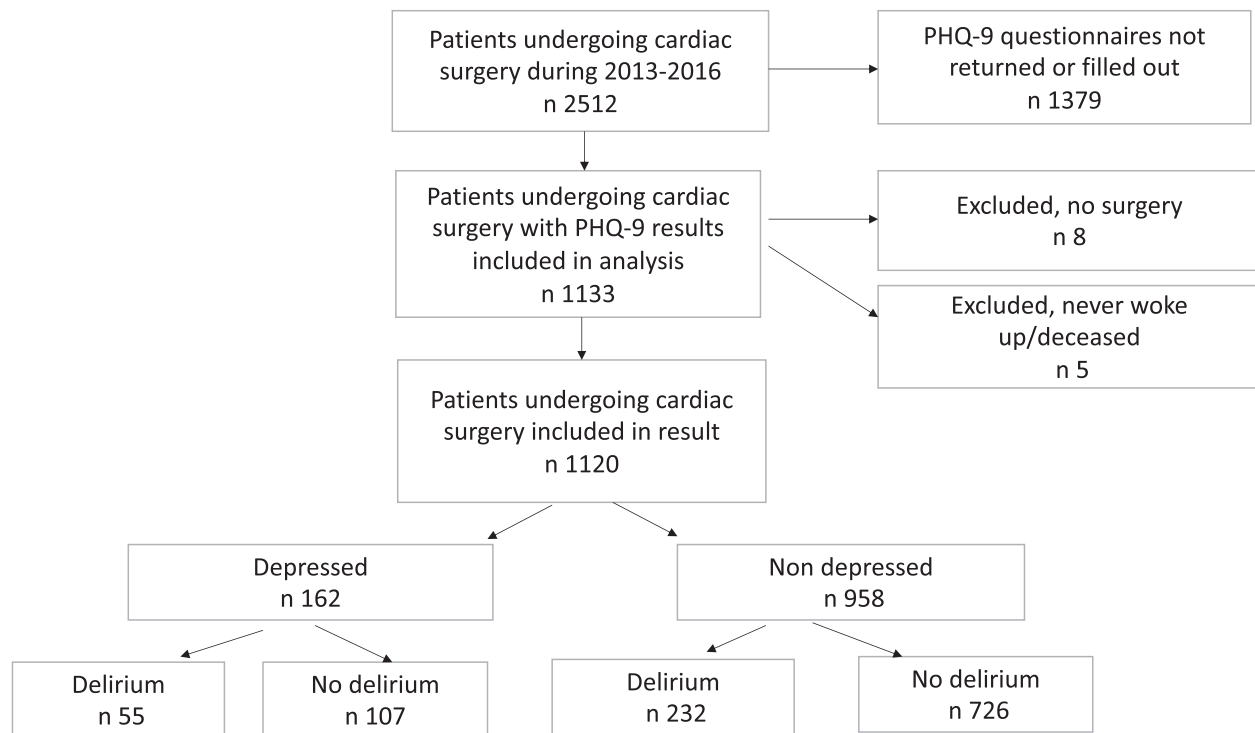 Patients undergoing cardiac
surgery during 2013-2016
n 2512
PHQ-9 questionnaires not
returned or filled out
n 1379
Patients undergoing cardiac
surgery with PHQ-9 results
included in analysis
n 1133
Excluded, no surgery
n 8
Excluded, never woke
up/deceased
n 5
Patients undergoing cardiac
surgery included in result
n 1120
Depressed
n 162
Non depressed
n 958
Delirium
n 55
No delirium
n 107
Delirium
n 232
No delirium
n 726